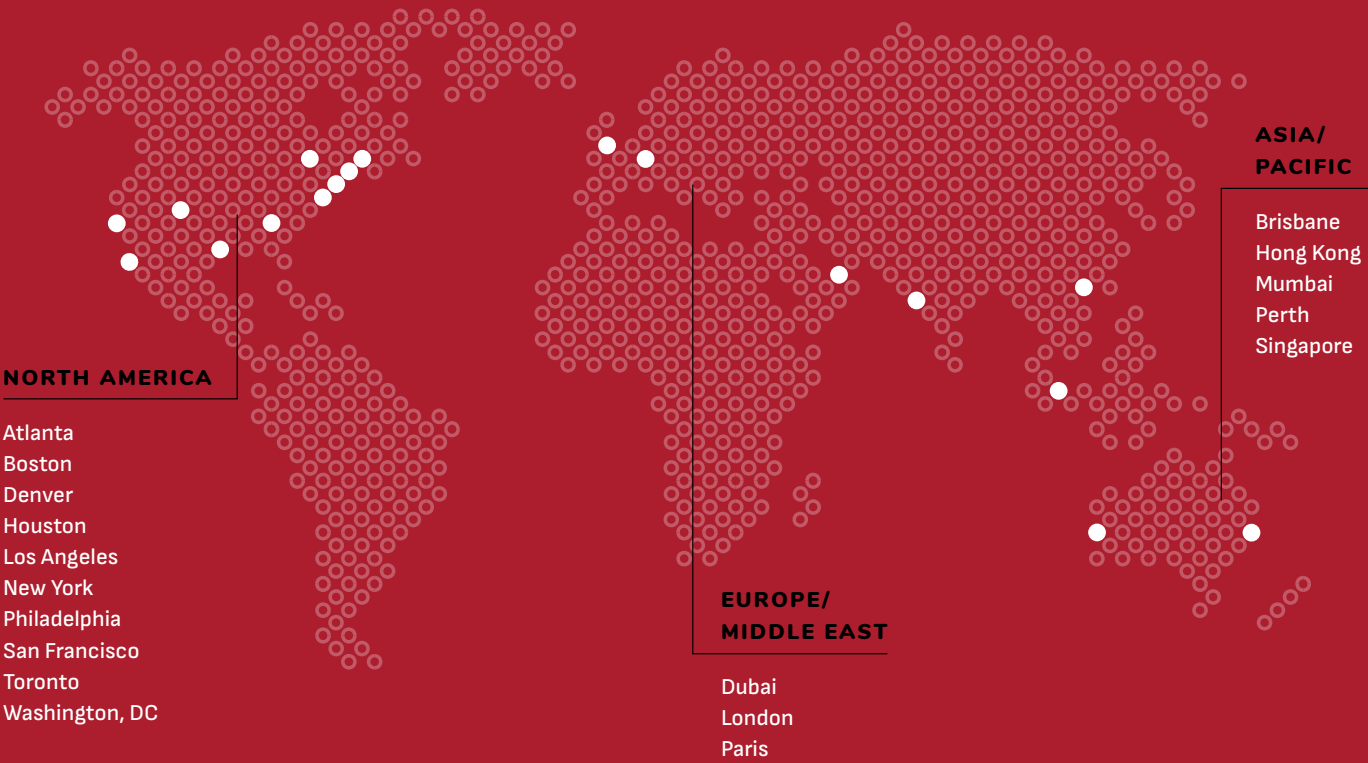 NORTH AMERICA
Atlanta
Boston
Denver
Houston
Los Angeles
New York
Philadelphia
San Francisco
Toronto
Washington, DC
EUROPE/
MIDDLE EAST
Dubai
London
Paris
ASIA/
PACIFIC
Brisbane
Hong Kong
Mumbai
Perth
Singapore